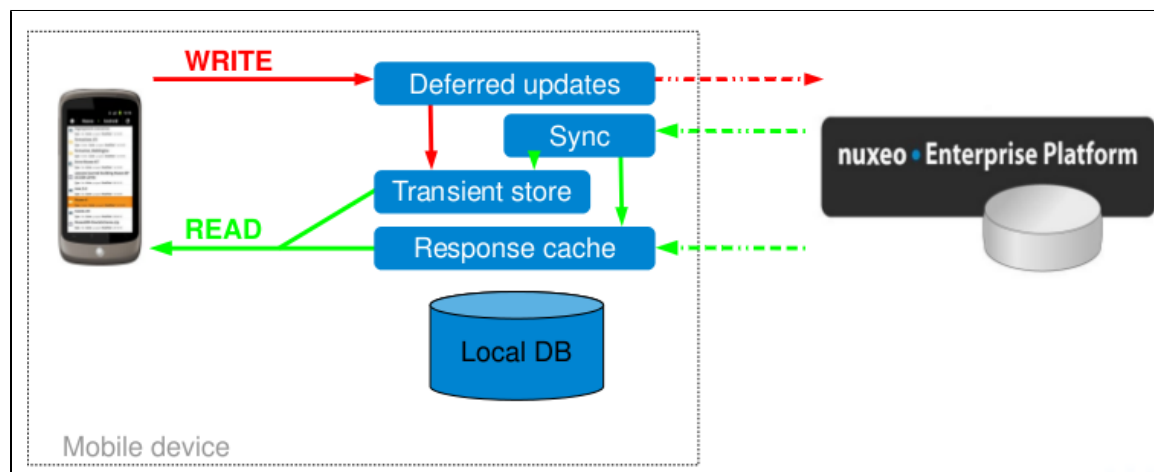 WRITE
Deferred updates
Sync
nuxeo • Enterprise Platform
Transient store
READ
Response cache
Local DB
Mobile device